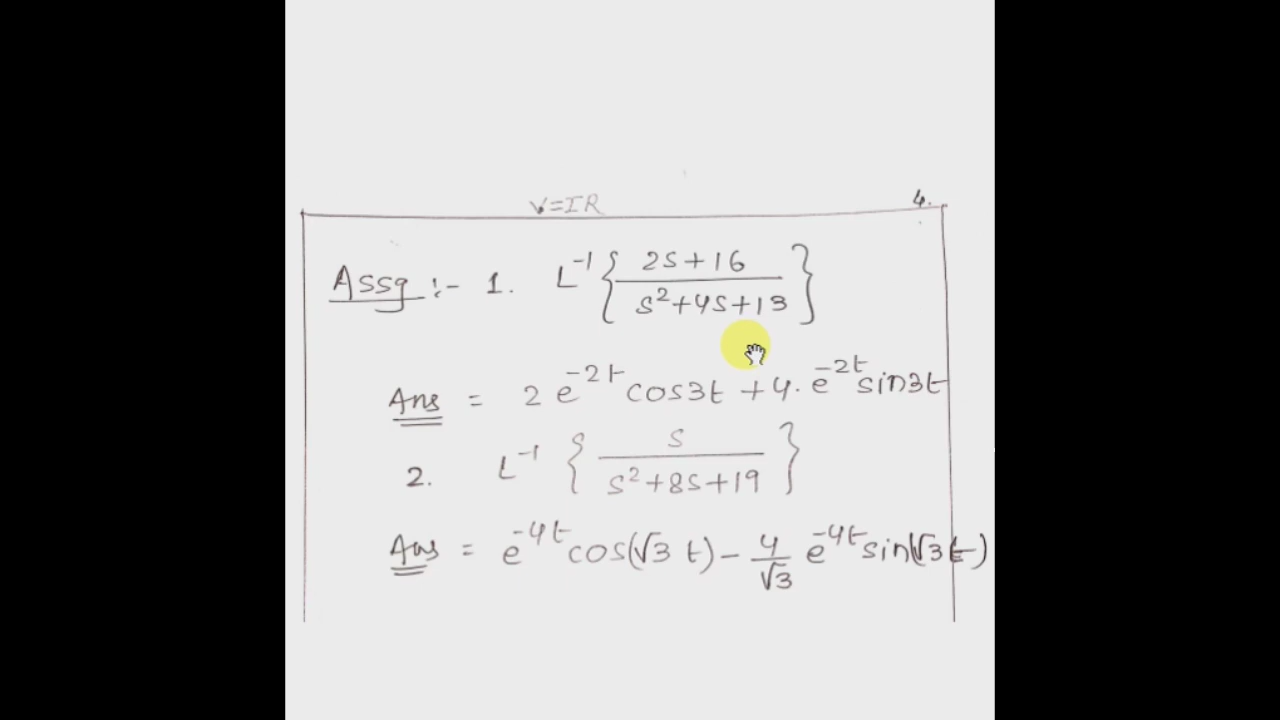 V=IR
4.
Assg :- 1. L⁻¹{ (2s+16) / (s²+4s+13) }
Ans = 2 e^-2t cos3t + 4. e^-2t sin3t
2. L⁻¹ { s / (s²+8s+19) }
Ans = e^-4t cos(√3 t) - 4/√3 e^-4t sin(√3 t)